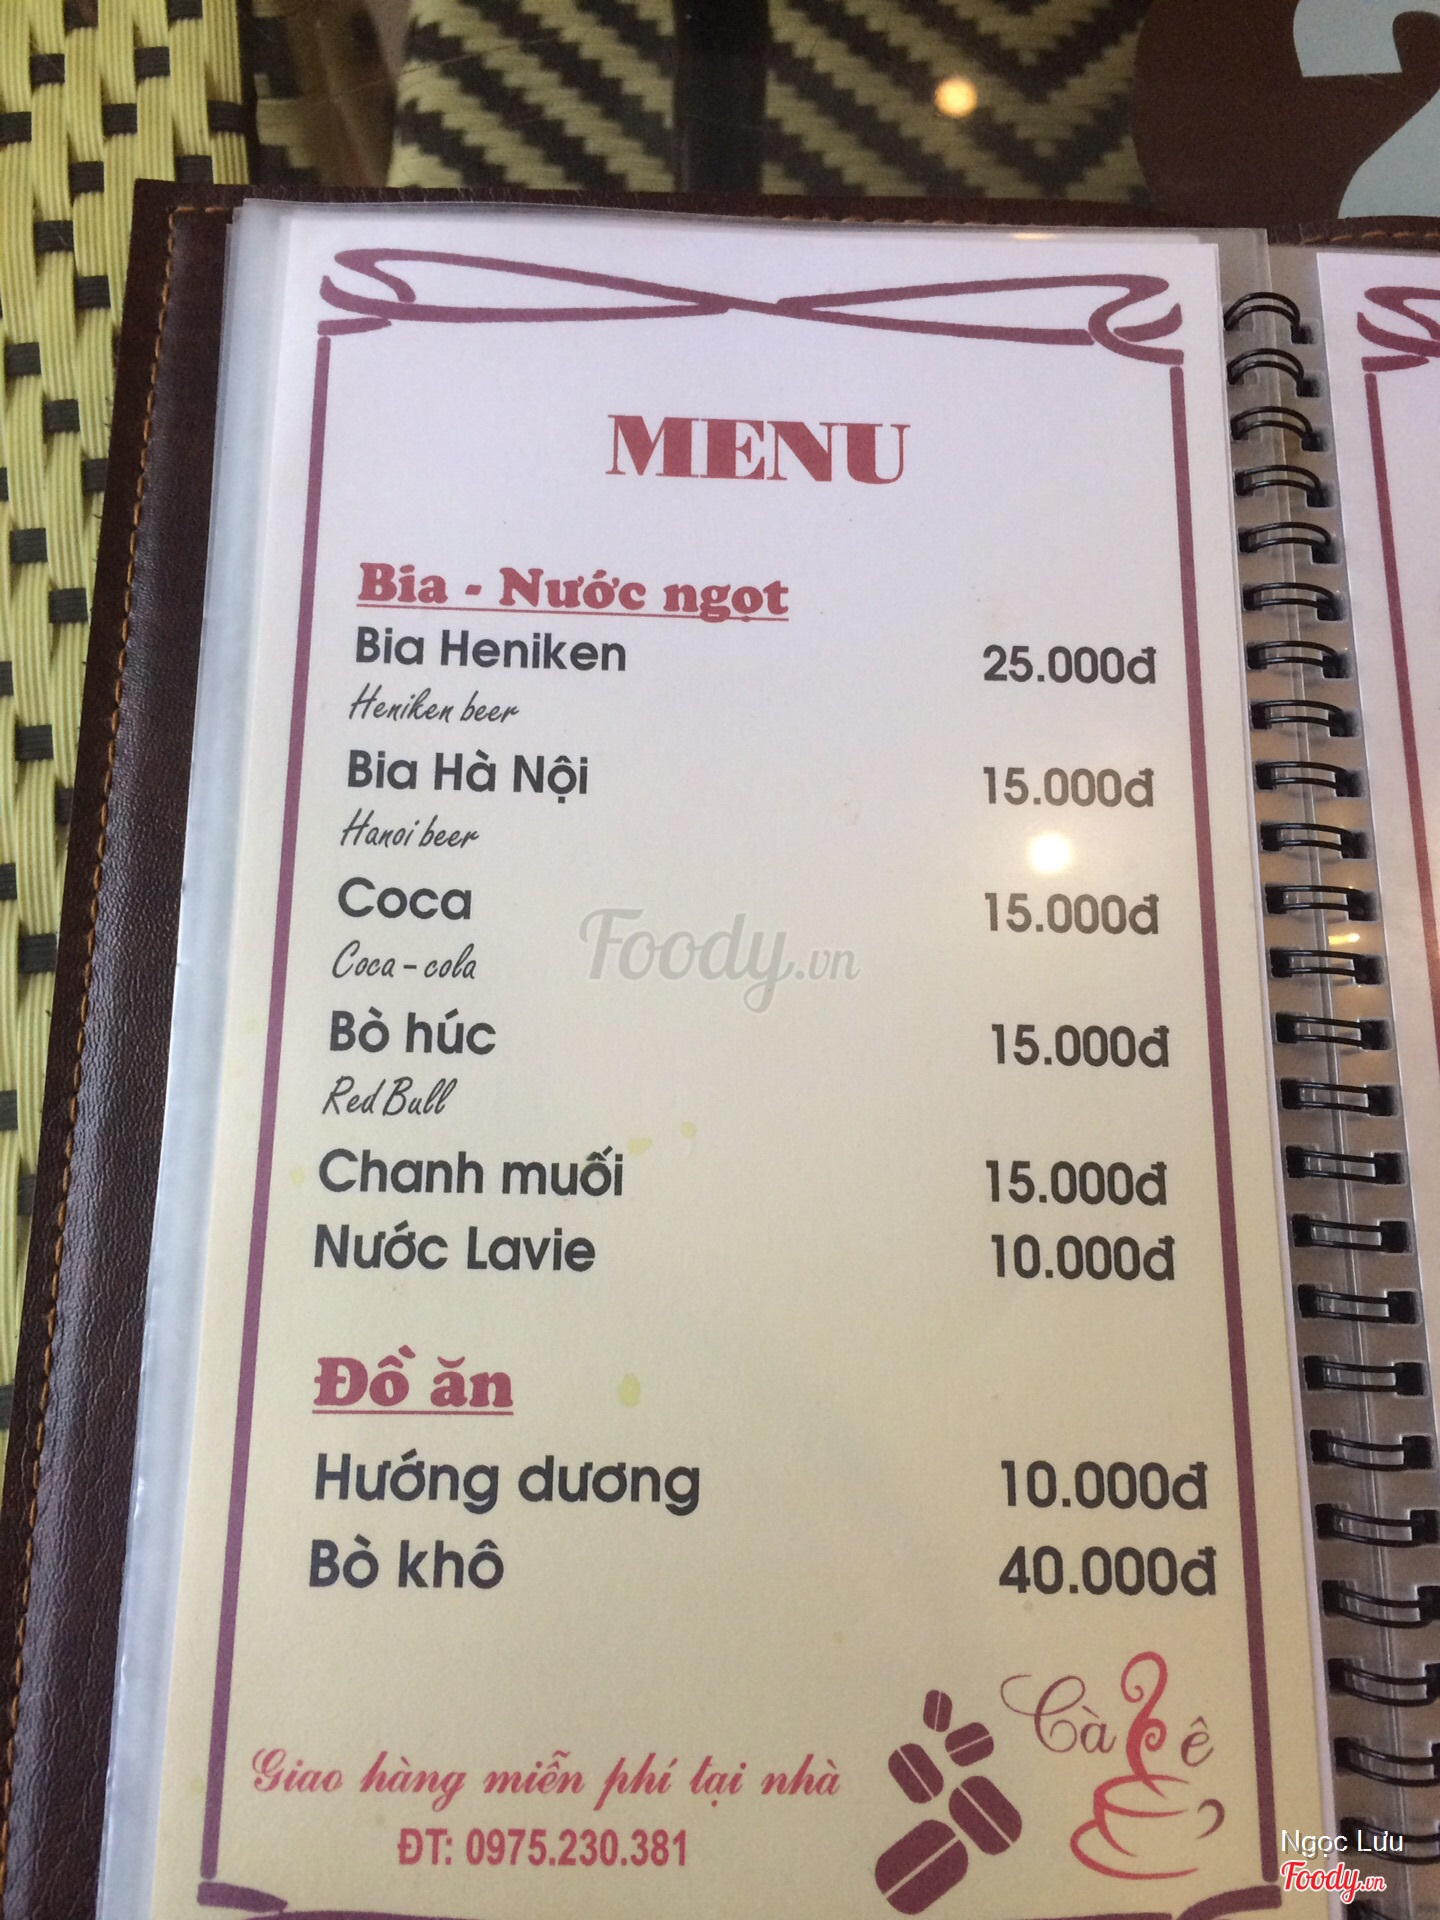 MENU
Bia - Nước ngọt
Bia Heniken 25.000đ
Heniken beer
Bia Hà Nội 15.000đ
Hanoi beer
Coca 15.000đ
Coca - cola
Foody.vn
Bò húc 15.000đ
Red Bull
Chanh muối 15.000đ
Nước Lavie 10.000đ
Đồ ăn
Hướng dương 10.000đ
Bò khô 40.000đ
Cà fê
Giao hàng miễn phí tại nhà
ĐT: 0975.230.381
Ngọc Lưu
Foody.vn